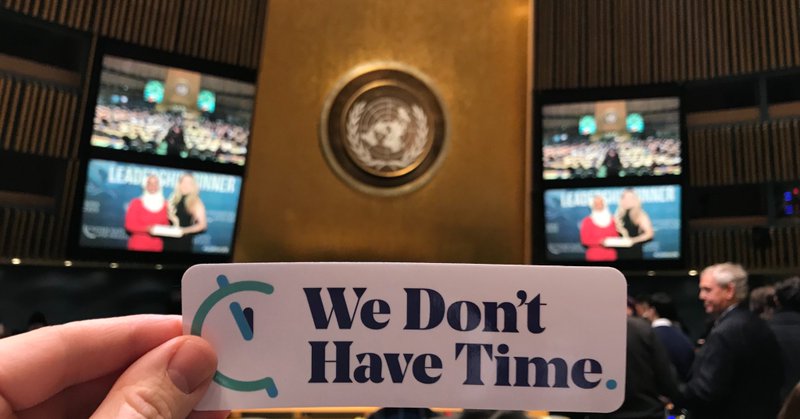 LEADERSHIP DINNER
LEADERSHIP DINNER
We Don't
Have Time.